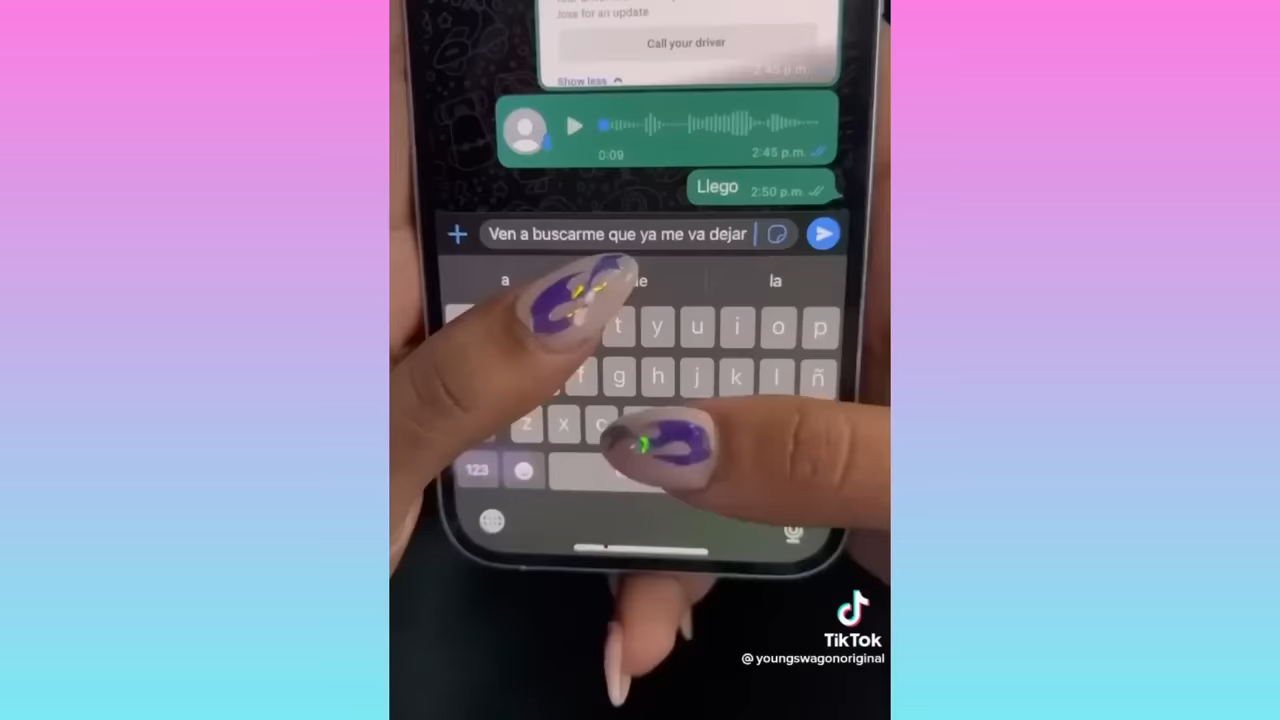 Jose for an update
Call your driver
2:45 p.m.
Show less
0:09
2:45 p.m.
Llego
2:50 p.m.
Ven a buscarme que ya me va dejar
a
la
t y u i o p
f g h j k l ñ
z x c
123
TikTok
@youngswagonoriginal